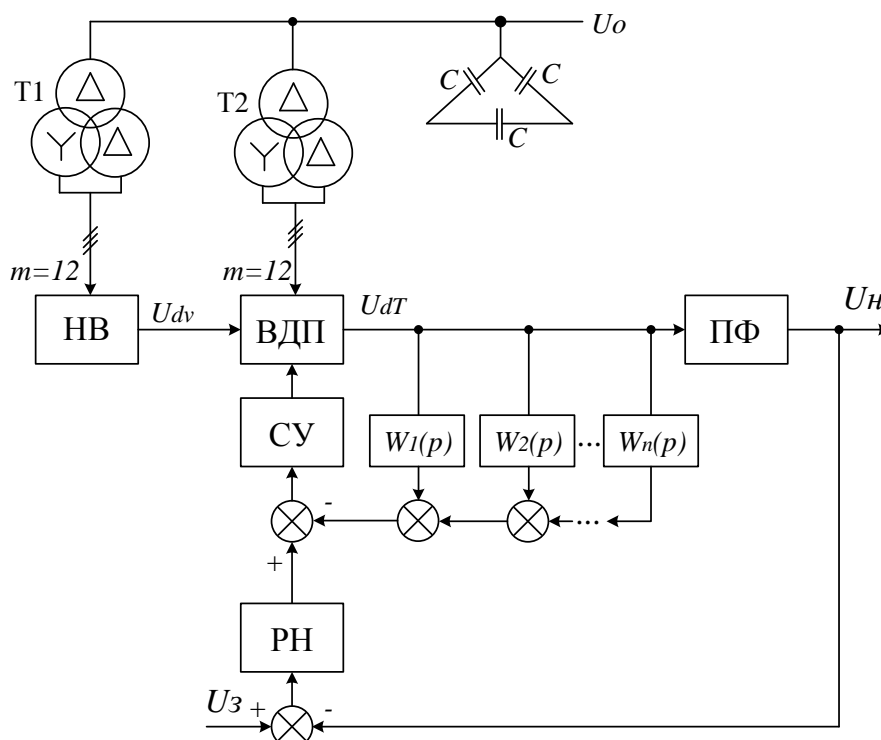 Uo
T1
T2
C
C
C
m=12
m=12
НВ
Udv
ВДП
UdT
ПФ
Uн
СУ
W1(p)
W2(p)
...
Wn(p)
-
...
+
РН
Uз
+
-